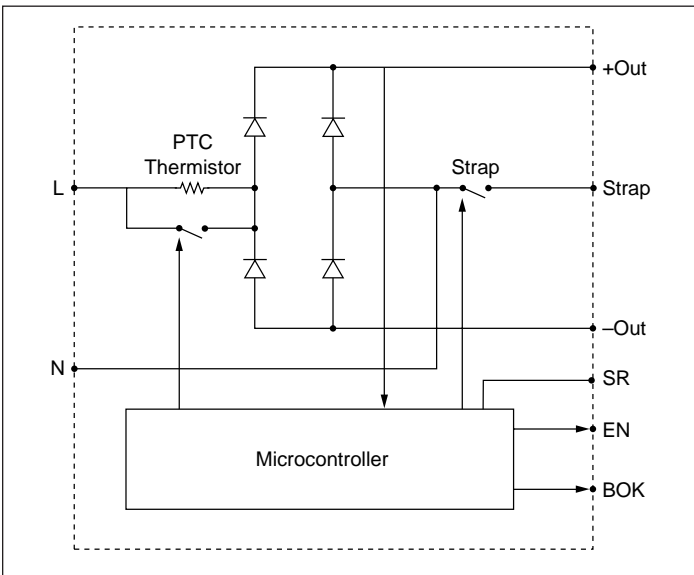 +Out
PTC
Thermistor
Strap
L
Strap
–Out
N
SR
EN
Microcontroller
BOK